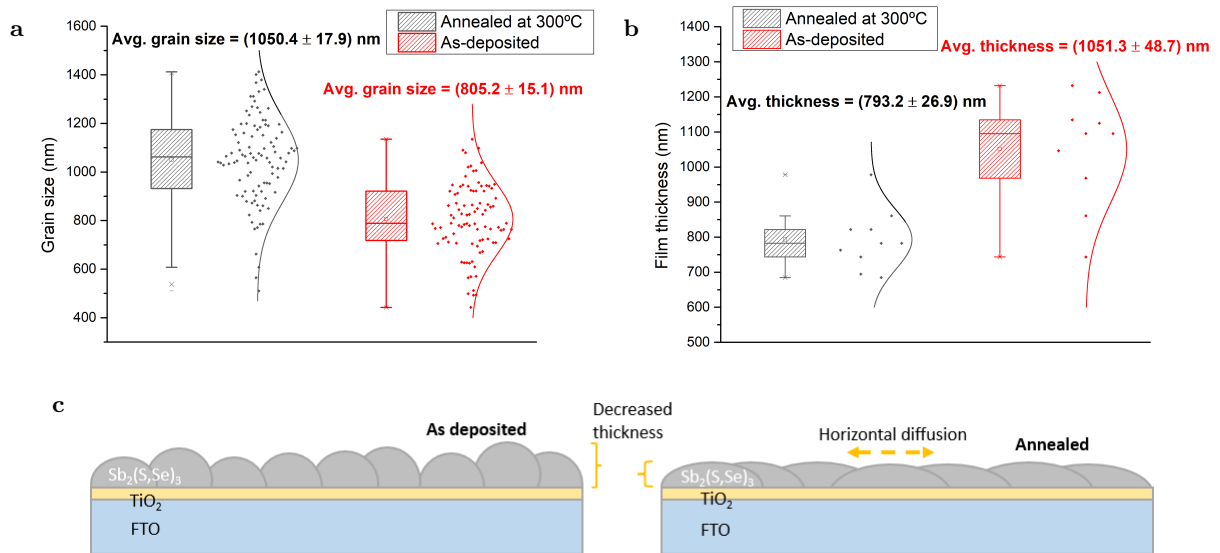 a
Annealed at 300ºC
As-deposited
Avg. grain size = (1050.4 ± 17.9) nm
Avg. grain size = (805.2 ± 15.1) nm
Grain size (nm)
1600
1400
1200
1000
800
600
400
b
Annealed at 300ºC
As-deposited
Avg. thickness = (1051.3 ± 48.7) nm
Avg. thickness = (793.2 ± 26.9) nm
Film thickness (nm)
1400
1300
1200
1100
1000
900
800
700
600
500
c
As deposited
Decreased
thickness
Horizontal diffusion
Annealed
Sb₂(S,Se)₃
TiO₂
FTO
Sb₂(S,Se)₃
TiO₂
FTO